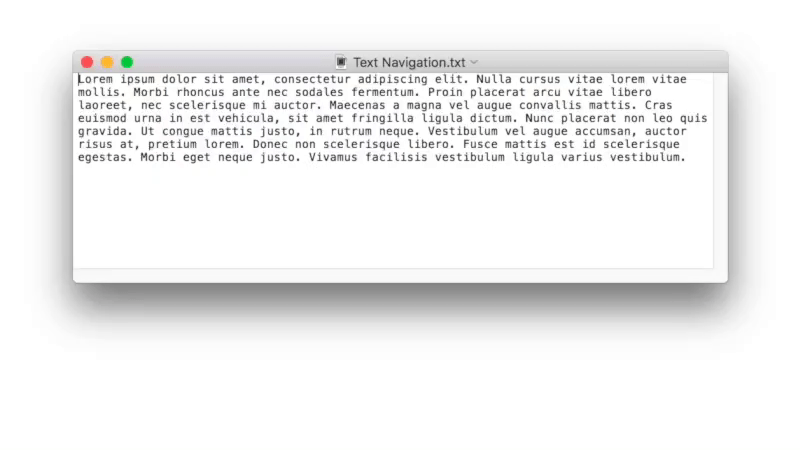 Text Navigation.txt
Lorem ipsum dolor sit amet, consectetur adipiscing elit. Nulla cursus vitae lorem vitae
mollis. Morbi rhoncus ante nec sodales fermentum. Proin placerat arcu vitae libero
laoreet, nec scelerisque mi auctor. Maecenas a magna vel augue convallis mattis. Cras
euismod urna in est vehicula, sit amet fringilla ligula dictum. Nunc placerat non leo quis
gravida. Ut congue mattis justo, in rutrum neque. Vestibulum vel augue accumsan, auctor
risus at, pretium lorem. Donec non scelerisque libero. Fusce mattis est id scelerisque
egestas. Morbi eget neque justo. Vivamus facilisis vestibulum ligula varius vestibulum.